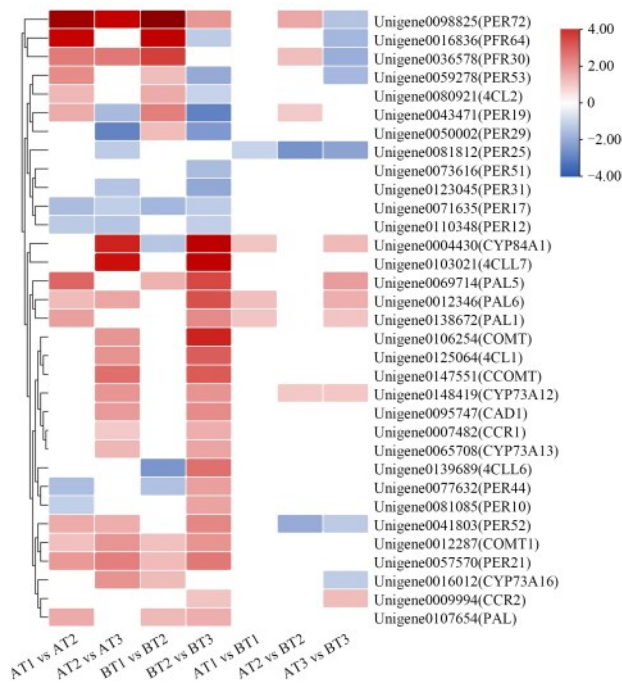 Unigene0098825(PER72)
Unigene0016836(PFR64)
Unigene0036578(PFR30)
Unigene0059278(PER53)
Unigene0080921(4CL2)
Unigene0043471(PER19)
Unigene0050002(PER29)
Unigene0081812(PER25)
Unigene0073616(PER51)
Unigene0123045(PER31)
Unigene0071635(PER17)
Unigene0110348(PER12)
Unigene0004430(CYP84A1)
Unigene0103021(4CLL7)
Unigene0069714(PAL5)
Unigene0012346(PAL6)
Unigene0138672(PAL1)
Unigene0106254(COMT)
Unigene0125064(4CL1)
Unigene0147551(CCOMT)
Unigene0148419(CYP73A12)
Unigene0095747(CAD1)
Unigene0007482(CCR1)
Unigene0065708(CYP73A13)
Unigene0139689(4CLL6)
Unigene0077632(PER44)
Unigene0081085(PER10)
Unigene0041803(PER52)
Unigene0012287(COMT1)
Unigene0057570(PER21)
Unigene0016012(CYP73A16)
Unigene0009994(CCR2)
Unigene0107654(PAL)
4.00
2.00
0
−2.00
−4.00
AT1 vs AT2
AT2 vs AT3
BT1 vs BT2
BT2 vs BT3
AT1 vs BT1
AT2 vs BT2
AT3 vs BT3